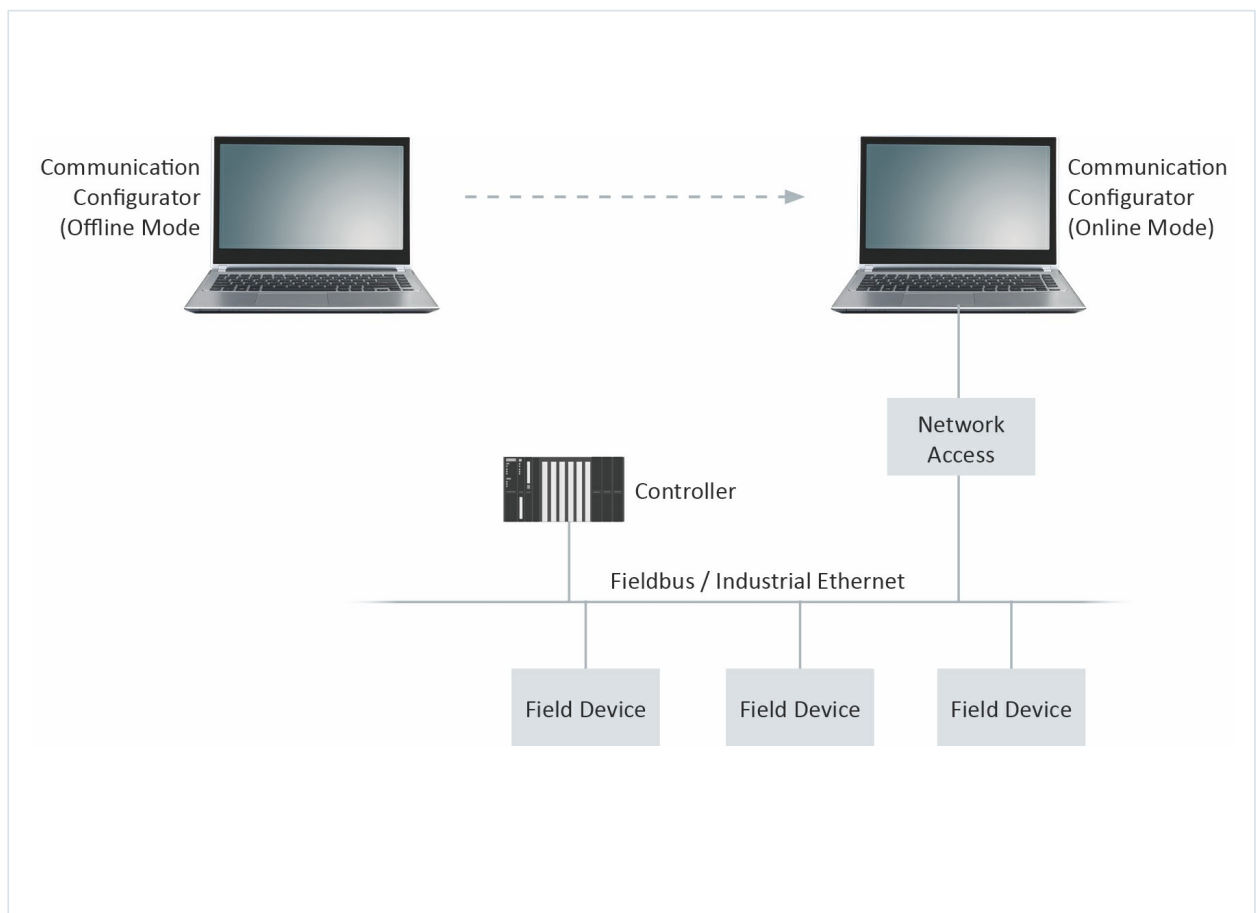 Communication
Configurator
(Offline Mode
Communication
Configurator
(Online Mode)
Network
Access
Controller
Fieldbus / Industrial Ethernet
Field Device
Field Device
Field Device